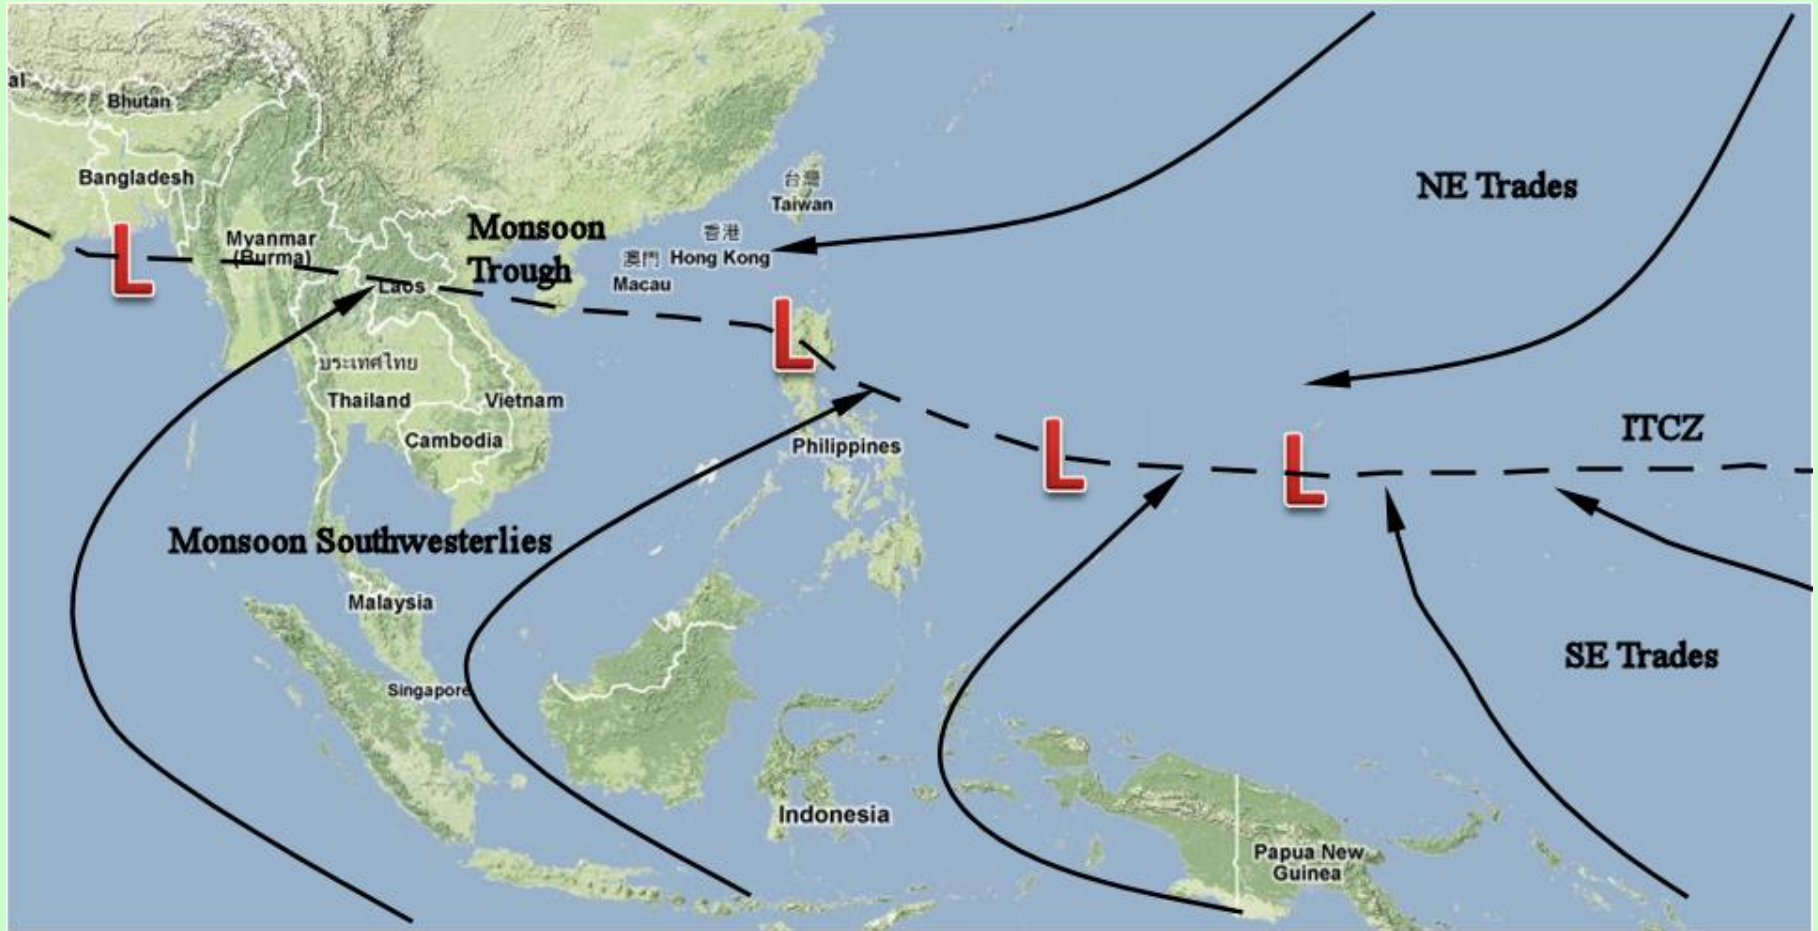 al
Bhutan
Bangladesh
Myanmar
(Burma)
Monsoon
Trough
台灣
Taiwan
香港
Hong Kong
澳門
Macau
NE Trades
L
Laos
L
ประเทศไทย
Thailand
Vietnam
Cambodia
Philippines
L
L
ITCZ
Monsoon Southwesterlies
Malaysia
Singapore
SE Trades
Indonesia
Papua New
Guinea